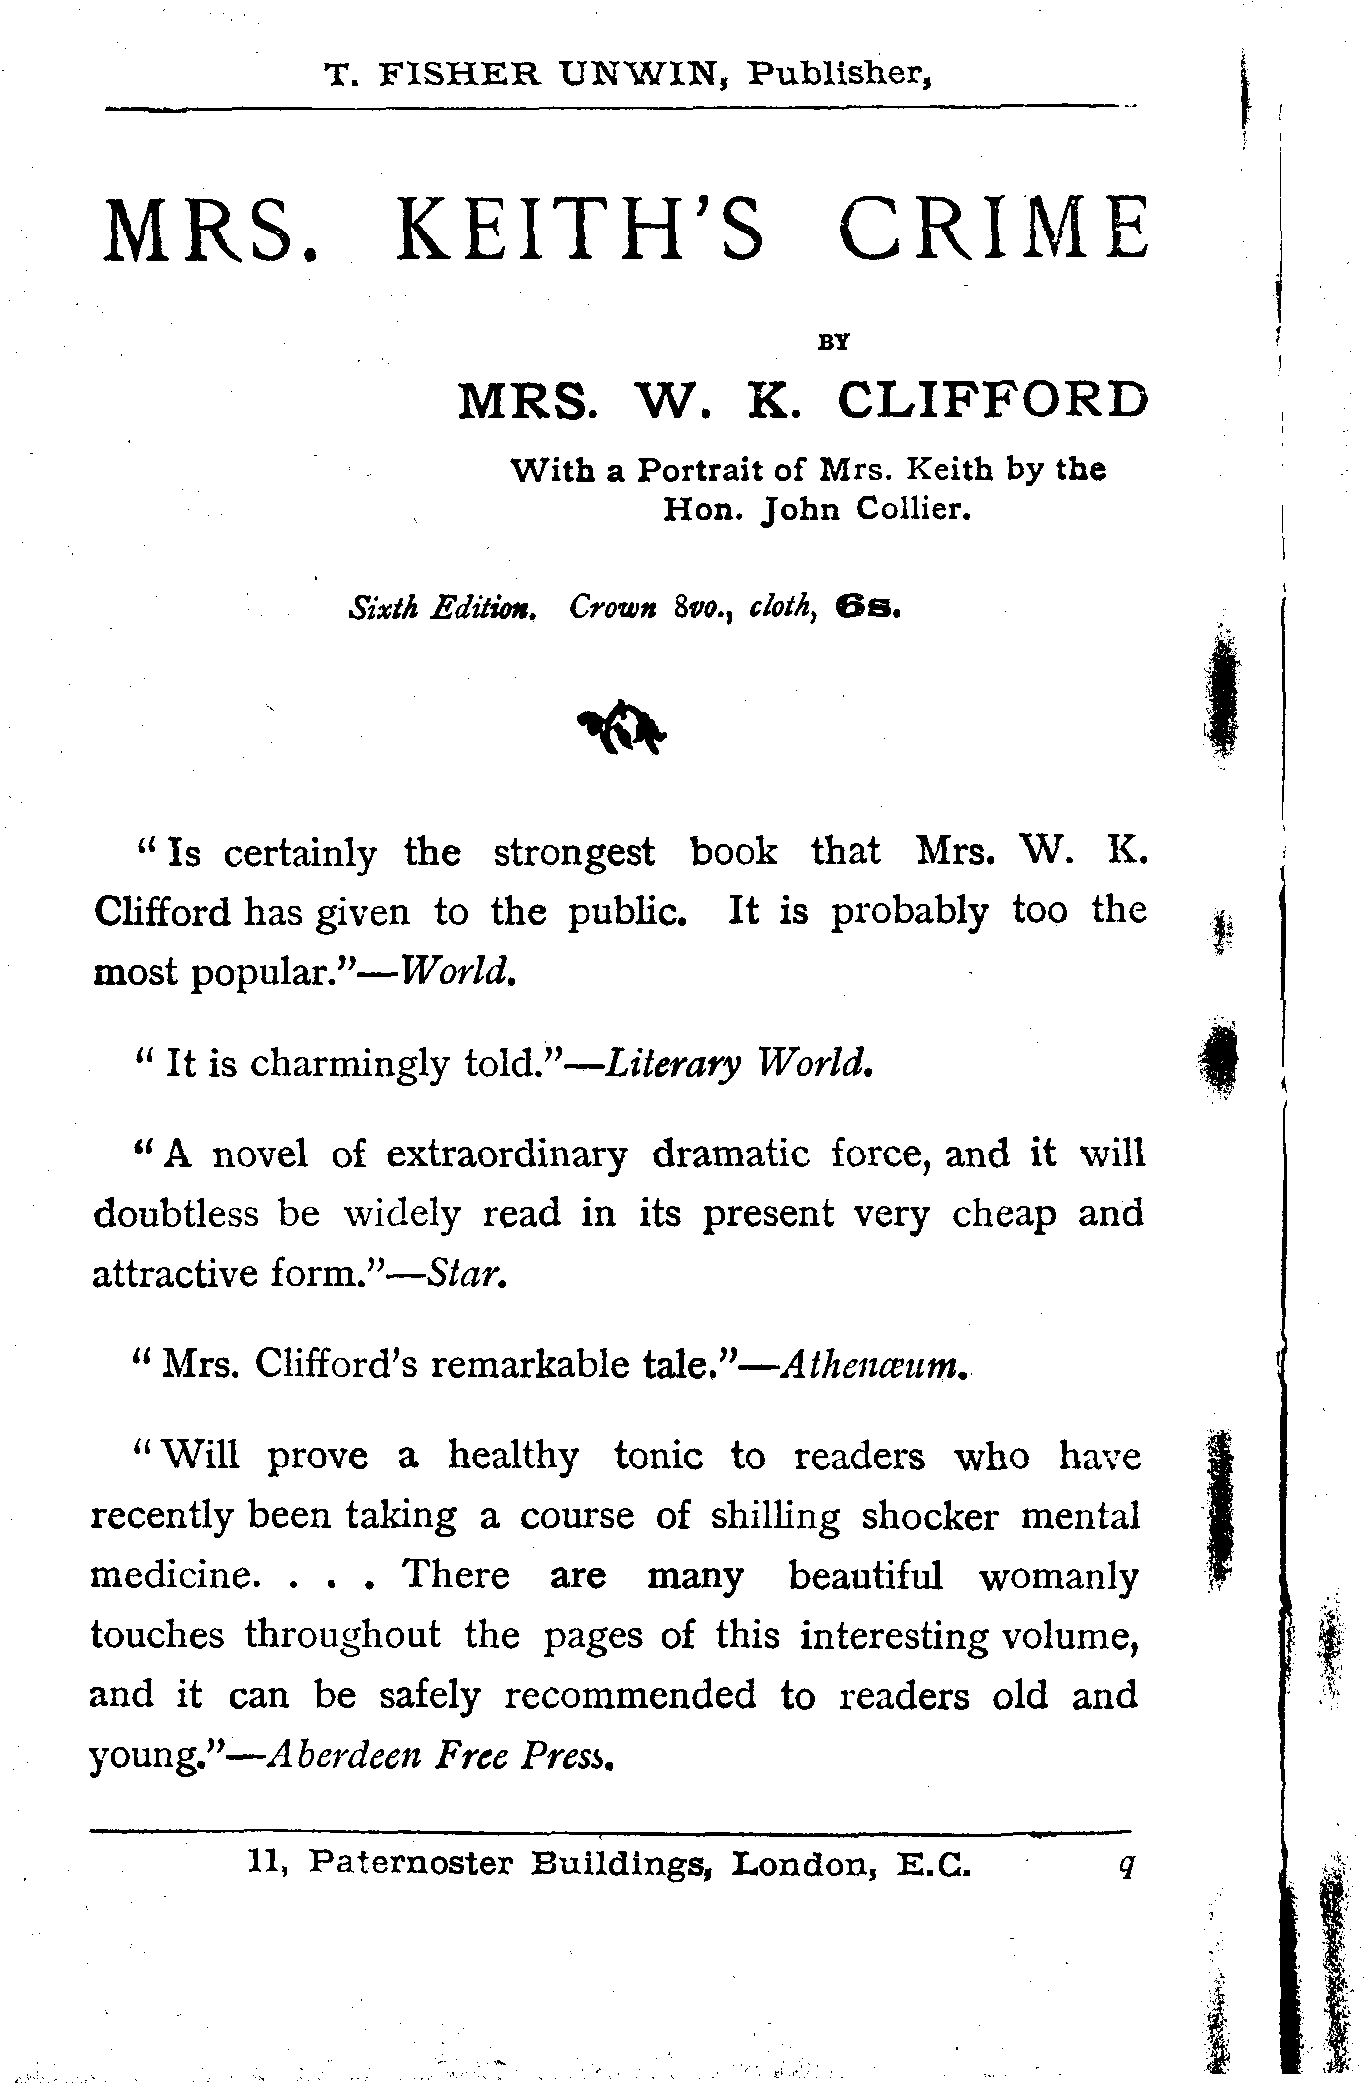 T. FISHER UNWIN, Publisher,
MRS. KEITH'S CRIME
BY
MRS. W. K. CLIFFORD
With a Portrait of Mrs. Keith by the
Hon. John Collier.
Sixth Edition. Crown 8vo., cloth, 6s.
“Is certainly the strongest book that Mrs. W. K.
Clifford has given to the public. It is probably too the
most popular.”—World.
“It is charmingly told.”—Literary World.
“A novel of extraordinary dramatic force, and it will
doubtless be widely read in its present very cheap and
attractive form.”—Star.
“Mrs. Clifford's remarkable tale.”—Athenæum.
“Will prove a healthy tonic to readers who have
recently been taking a course of shilling shocker mental
medicine. . . . There are many beautiful womanly
touches throughout the pages of this interesting volume,
and it can be safely recommended to readers old and
young.”—Aberdeen Free Press.
11, Paternoster Buildings, London, E.C. q